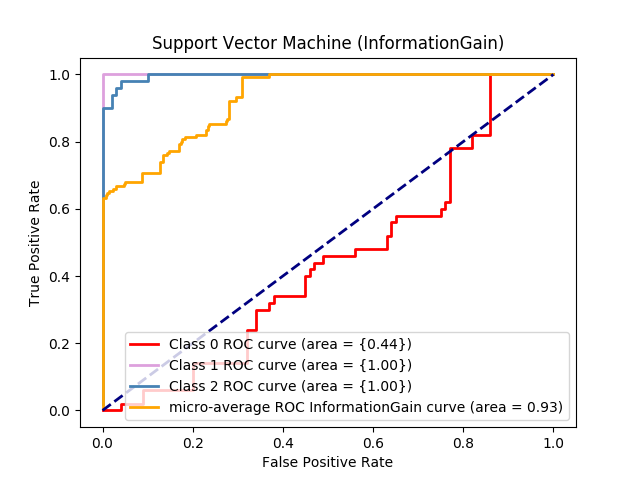 Support Vector Machine (InformationGain)
True Positive Rate
1.0
0.8
0.6
0.4
0.2
0.0
Class 0 ROC curve (area = {0.44})
Class 1 ROC curve (area = {1.00})
Class 2 ROC curve (area = {1.00})
micro-average ROC InformationGain curve (area = 0.93)
0.0 0.2 0.4 0.6 0.8 1.0
False Positive Rate